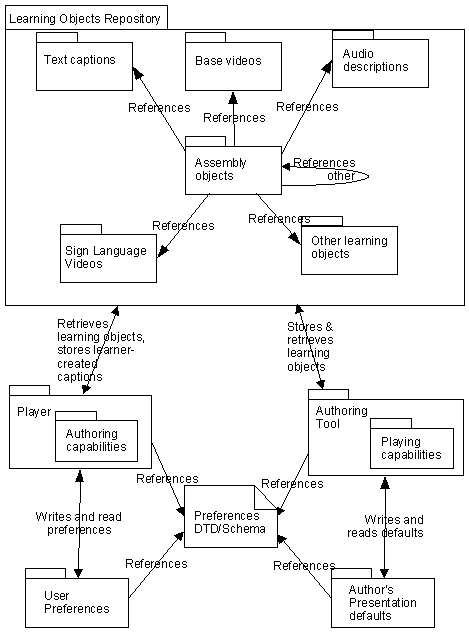 Learning Objects Repository
Text captions
Base videos
Audio
descriptions
References
References
References
Assembly
objects
References
other
References
References
Sign Language
Videos
Other learning
objects
Retrieves
learning objects,
stores learner-
created
captions
Stores &
retrieves
learning
objects
Player
Authoring
capabilities
Authoring
Tool
Playing
capabilities
References
References
Preferences
DTD/Schema
Writes and read
preferences
Writes and
reads defaults
References
References
User
Preferences
Author's
Presentation
defaults